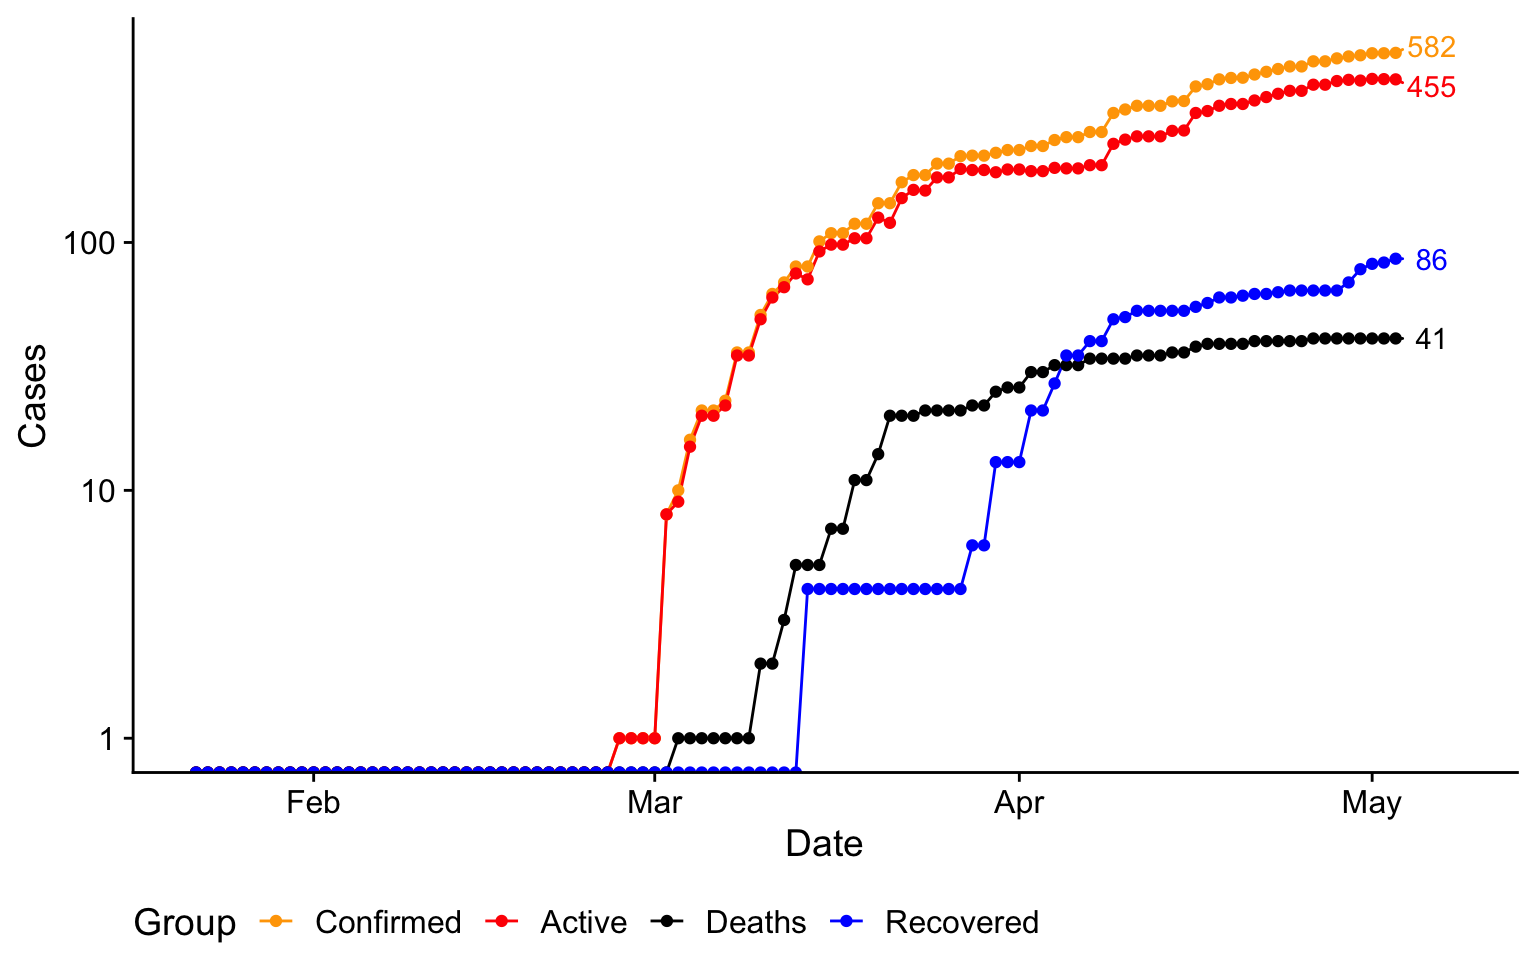 582
455
100
86
41
Cases
10
1
Feb Mar Apr May
Date
Group Confirmed Active Deaths Recovered